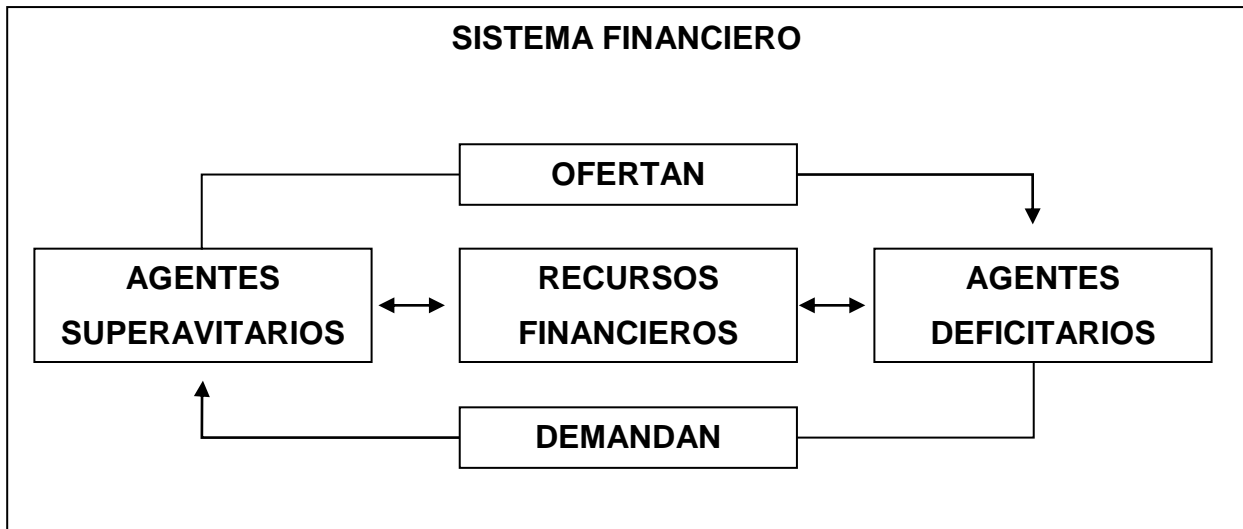 SISTEMA FINANCIERO
OFERTAN
AGENTES
SUPERAVITARIOS
RECURSOS
FINANCIEROS
AGENTES
DEFICITARIOS
DEMANDAN